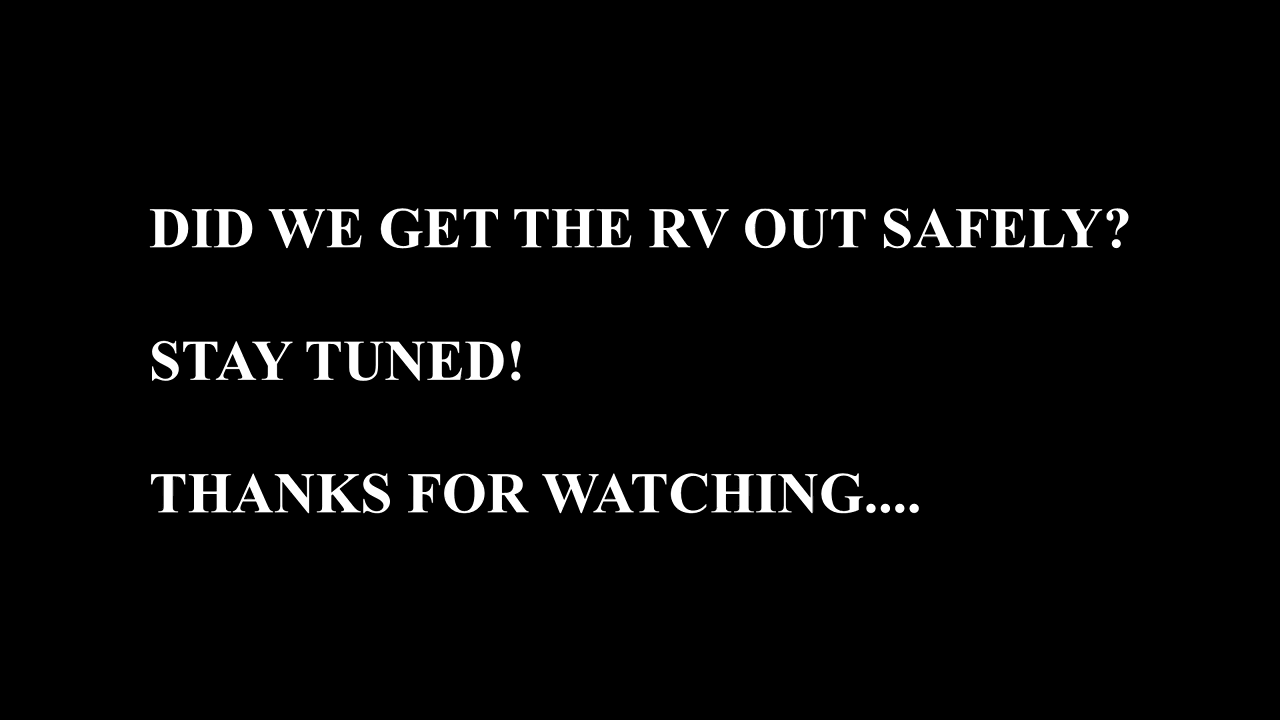 DID WE GET THE RV OUT SAFELY?
STAY TUNED!
THANKS FOR WATCHING....